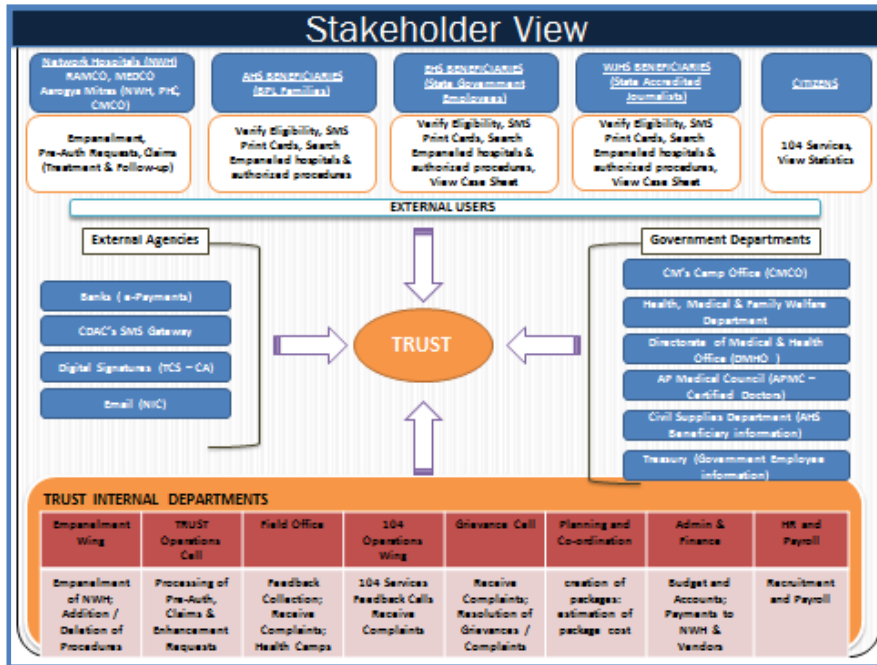 Stakeholder View
Network Hospitals (NWH)
RAMCO, MEDCO
Aarogya Mitras (NWH, PHC,
CMCO)
Empanelment,
Pre-Auth Requests, Claims
(Treatment & Follow-up)
AHS BENEFICIARIES
(BPL Families)
Verify Eligibility, SMS
Print Cards, Search
Empaneled hospitals &
authorized procedures
EHS BENEFICIARIES
(State Government
Employees)
Verify Eligibility, SMS
Print Cards, Search
Empaneled hospitals &
authorized procedures,
View Case Sheet
WJHS BENEFICIARIES
(State Accredited
Journalists)
Verify Eligibility, SMS
Print Cards, Search
Empaneled hospitals &
authorized procedures,
View Case Sheet
CITIZENS
104 Services,
View Statistics
EXTERNAL USERS
External Agencies
Banks ( e-Payments)
CDAC's SMS Gateway
Digital Signatures (TCS – CA)
Email (NIC)
TRUST
Government Departments
CM's Camp Office (CMCO)
Health, Medical & Family Welfare
Department
Directorate of Medical & Health
Office (DMHO )
AP Medical Council (APMC –
Certified Doctors)
Civil Supplies Department (AHS
Beneficiary information)
Treasury (Government Employee
information)
TRUST INTERNAL DEPARTMENTS
Empanelment
Wing
Empanelment
of NWH;
Addition /
Deletion of
Procedures
TRUST
Operations
Cell
Processing of
Pre-Auth,
Claims &
Enhancement
Requests
Field Office
Feedback
Collection;
Receive
Complaints;
Health Camps
104
Operations
Wing
104 Services
Feedback Calls
Receive
Complaints
Grievance Cell
Receive
Complaints;
Resolution of
Grievances /
Complaints
Planning and
Co-ordination
creation of
packages:
estimation of
package cost
Admin &
Finance
Budget and
Accounts;
Payments to
NWH &
Vendors
HR and
Payroll
Recruitment
and Payroll